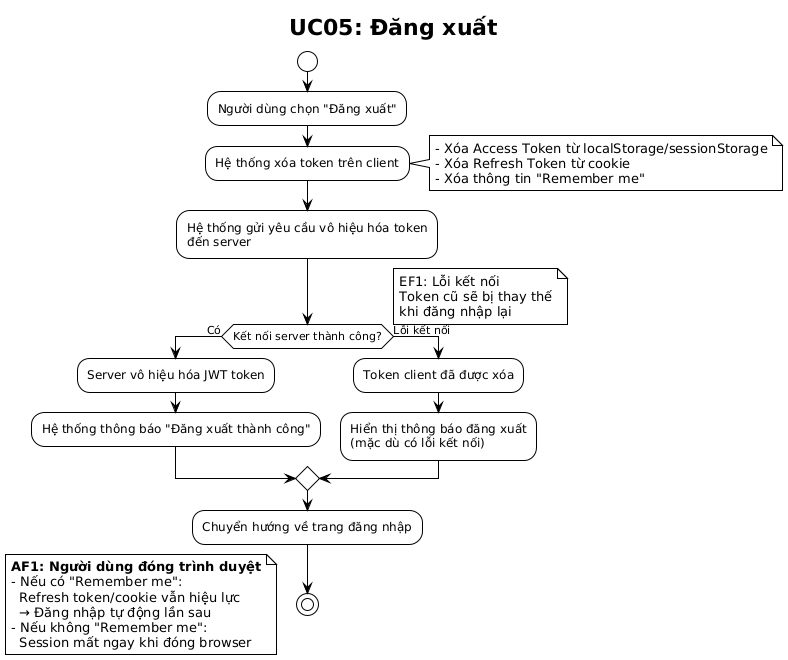 UC05: Đăng xuất
Người dùng chọn "Đăng xuất"
Hệ thống xóa token trên client
- Xóa Access Token từ localStorage/sessionStorage
- Xóa Refresh Token từ cookie
- Xóa thông tin "Remember me"
Hệ thống gửi yêu cầu vô hiệu hóa token
đến server
EF1: Lỗi kết nối
Token cũ sẽ bị thay thế
khi đăng nhập lại
Có
Kết nối server thành công?
Lỗi kết nối
Server vô hiệu hóa JWT token
Token client đã được xóa
Hệ thống thông báo "Đăng xuất thành công"
Hiển thị thông báo đăng xuất
(mặc dù có lỗi kết nối)
Chuyển hướng về trang đăng nhập
AF1: Người dùng đóng trình duyệt
- Nếu có "Remember me":
Refresh token/cookie vẫn hiệu lực
→ Đăng nhập tự động lần sau
- Nếu không "Remember me":
Session mất ngay khi đóng browser